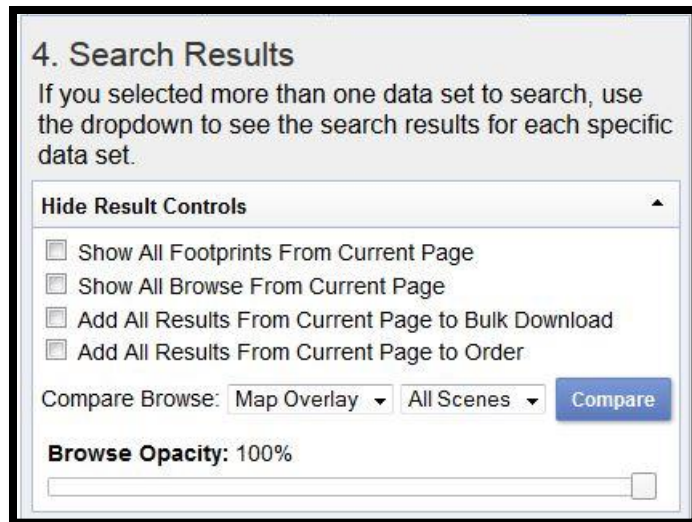 4. Search Results
If you selected more than one data set to search, use
the dropdown to see the search results for each specific
data set.
Hide Result Controls
Show All Footprints From Current Page
Show All Browse From Current Page
Add All Results From Current Page to Bulk Download
Add All Results From Current Page to Order
Compare Browse: Map Overlay All Scenes Compare
Browse Opacity: 100%